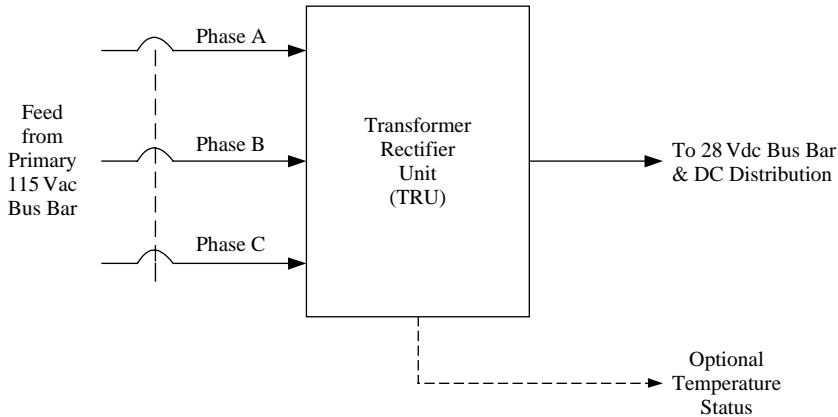 Phase A
Feed
from
Primary
115 Vac
Bus Bar
Phase B
Phase C
Transformer
Rectifier
Unit
(TRU)
To 28 Vdc Bus Bar
& DC Distribution
Optional
Temperature
Status